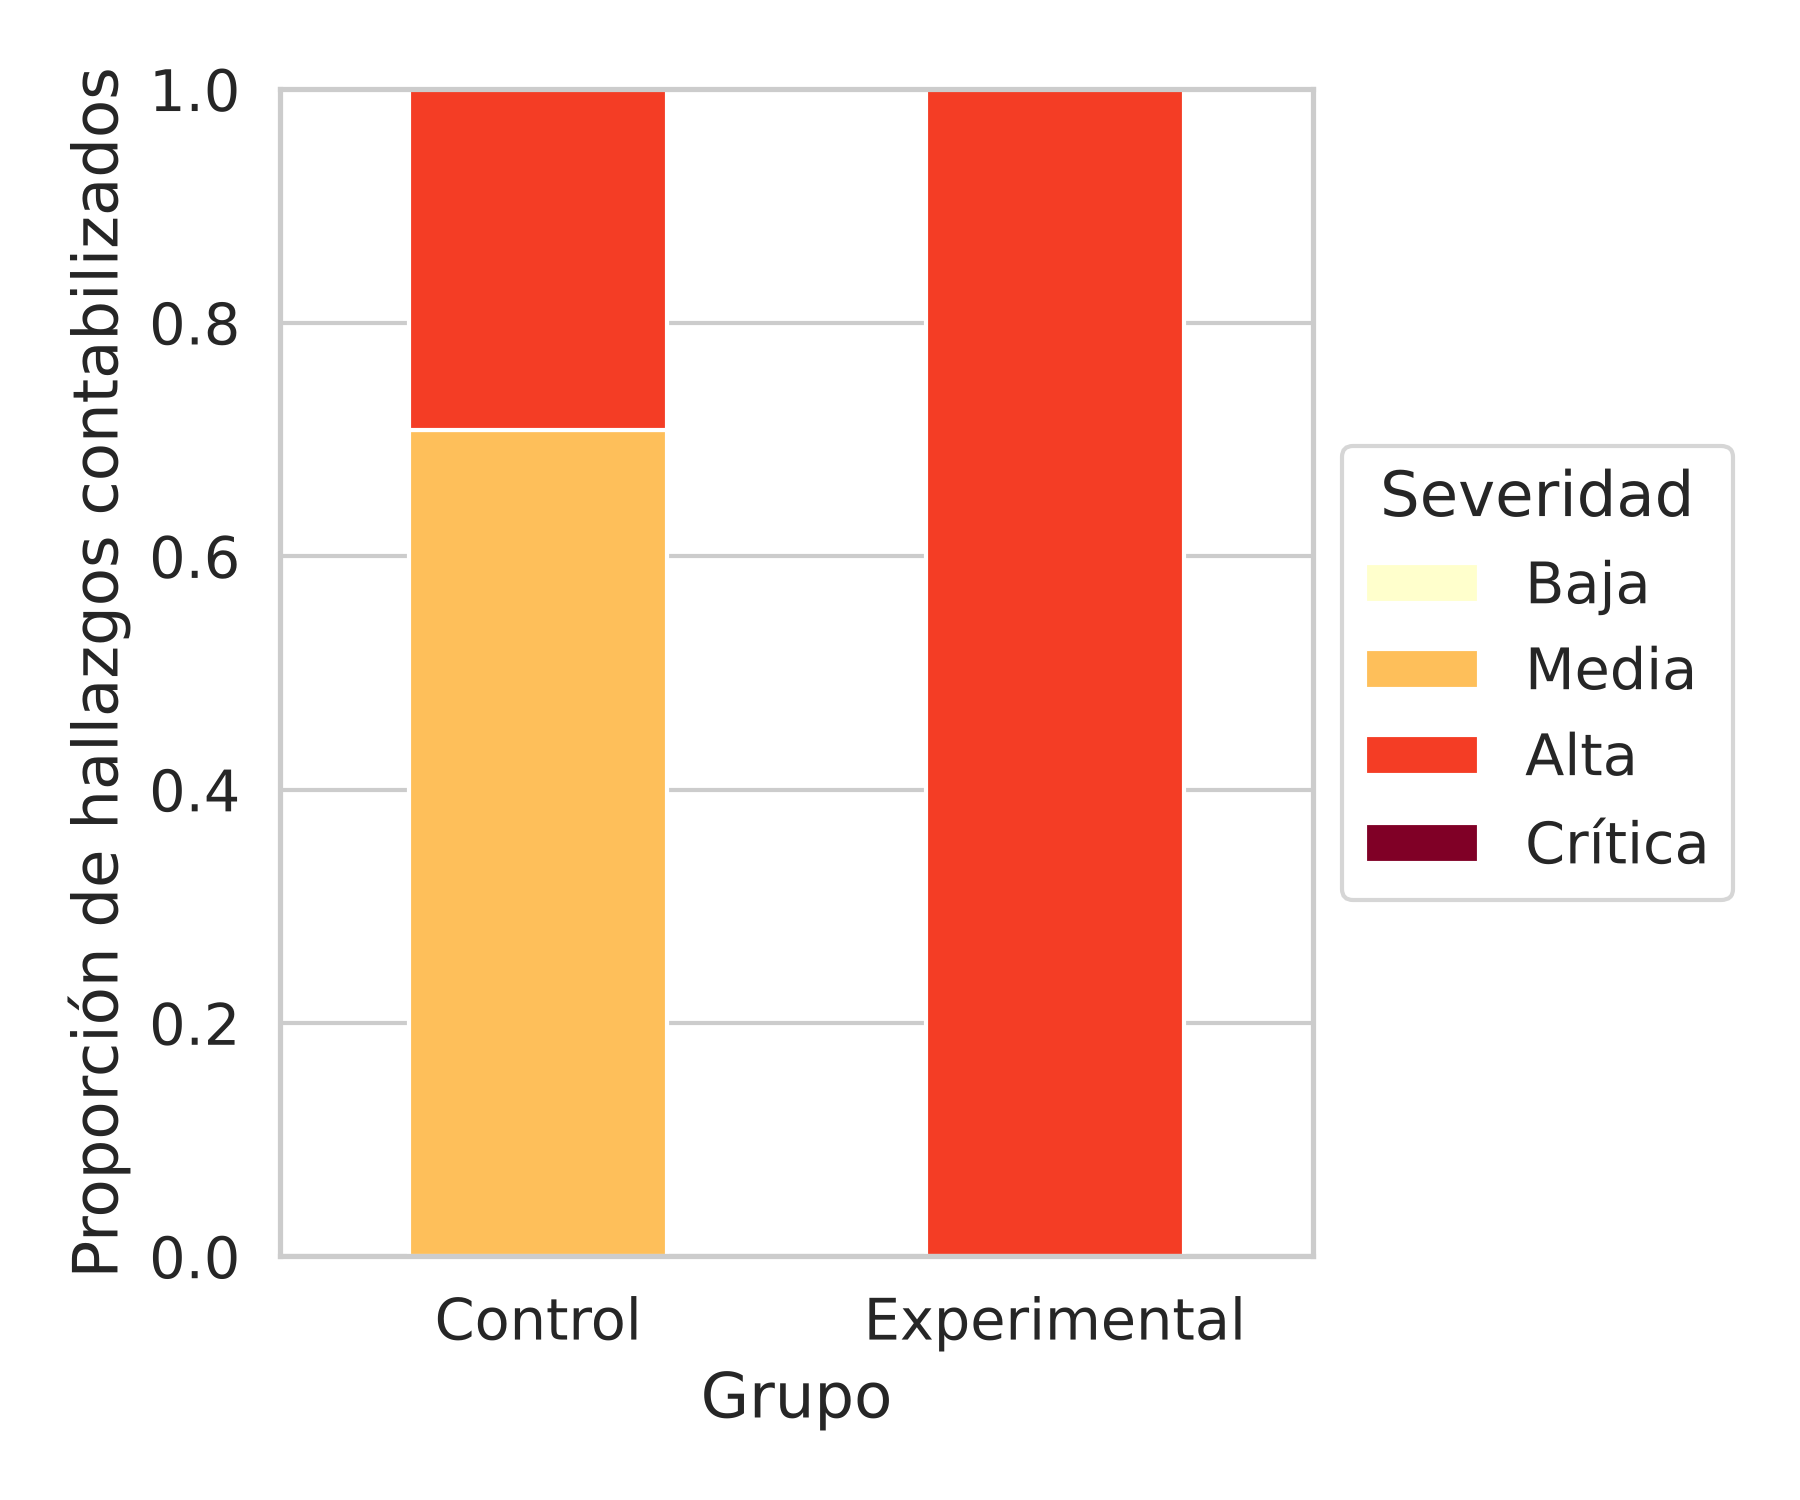 Proporción de hallazgos contabilizados
1.0
0.8
0.6
0.4
0.2
0.0
Control
Experimental
Grupo
Severidad
Baja
Media
Alta
Crítica